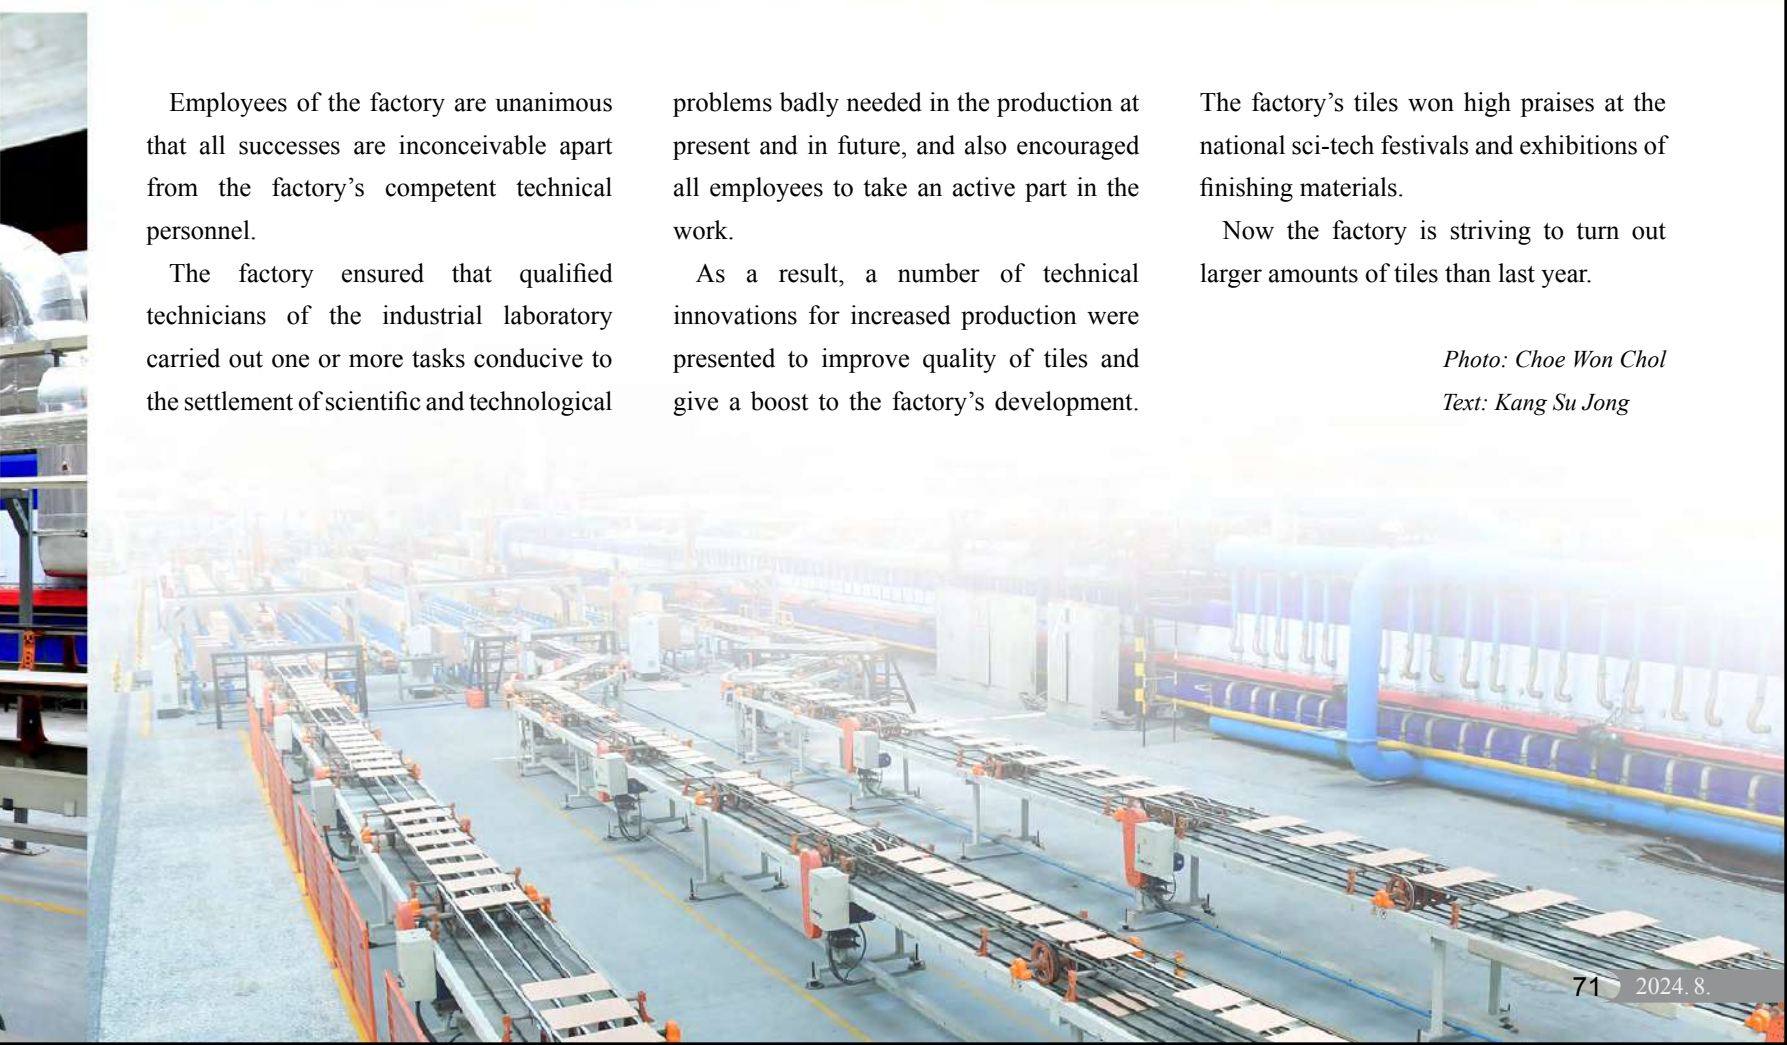 Employees of the factory are unanimous
that all successes are inconceivable apart
from the factory’s competent technical
personnel.
The factory ensured that qualified
technicians of the industrial laboratory
carried out one or more tasks conducive to
the settlement of scientific and technological
problems badly needed in the production at
present and in future, and also encouraged
all employees to take an active part in the
work.
As a result, a number of technical
innovations for increased production were
presented to improve quality of tiles and
give a boost to the factory’s development.
The factory’s tiles won high praises at the
national sci-tech festivals and exhibitions of
finishing materials.
Now the factory is striving to turn out
larger amounts of tiles than last year.
Photo: Choe Won Chol
Text: Kang Su Jong
71 2024. 8.